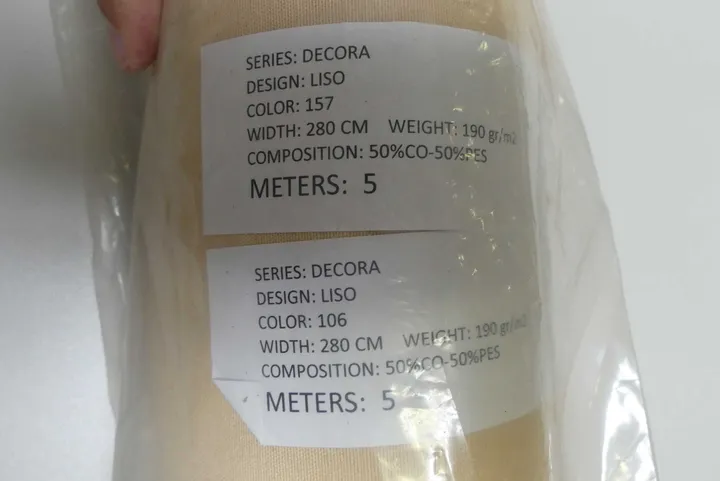 SERIES: DECORA
DESIGN: LISO
COLOR: 157
WIDTH: 280 CM WEIGHT: 190 gr/m2
COMPOSITION: 50%CO-50%PES
METERS: 5
SERIES: DECORA
DESIGN: LISO
COLOR: 106
WIDTH: 280 CM WEIGHT: 190 gr/m2
COMPOSITION: 50%CO-50%PES
METERS: 5